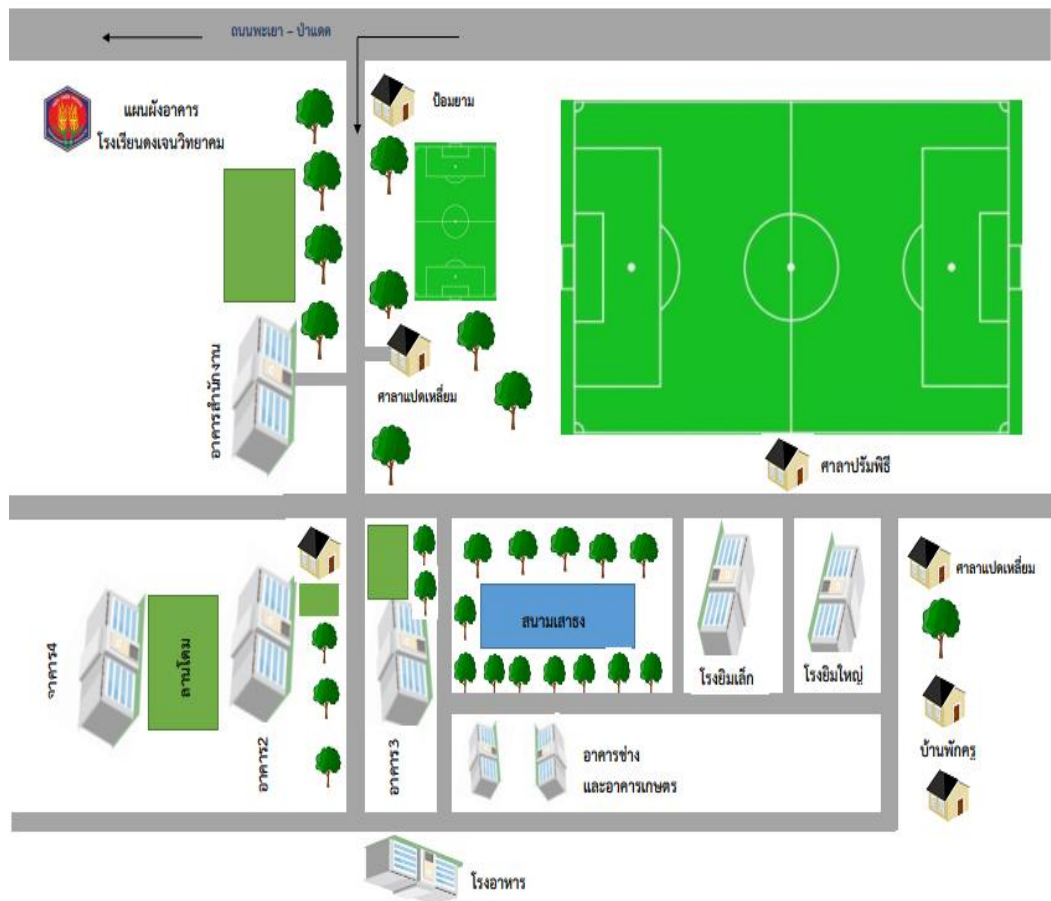 ถนนพะเยา – ป่าแดด
แผนผังอาคาร
โรงเรียนดงเจนวิทยาคม
ป้อมยาม
อาคารสำนักงาน
ศาลาแปดเหลี่ยม
ศาลาปรัมพิธี
อาคาร4
ลานโดม
อาคาร2
อาคาร3
สนามเสาธง
โรงยิมเล็ก
โรงยิมใหญ่
ศาลาแปดเหลี่ยม
บ้านพักครู
อาคารช่าง
และอาคารเกษตร
โรงอาหาร